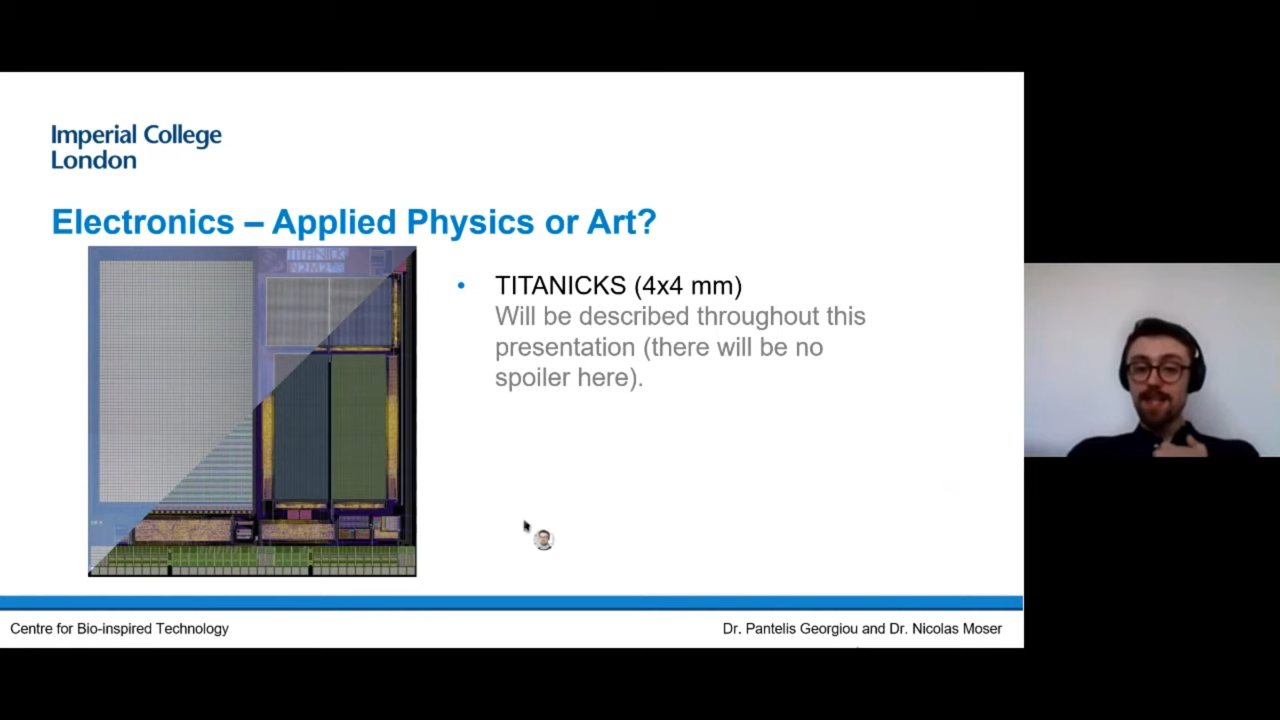 Imperial College
London
Electronics – Applied Physics or Art?
TITANICKS (4x4 mm)
Will be described throughout this
presentation (there will be no
spoiler here).
Centre for Bio-inspired Technology
Dr. Pantelis Georgiou and Dr. Nicolas Moser